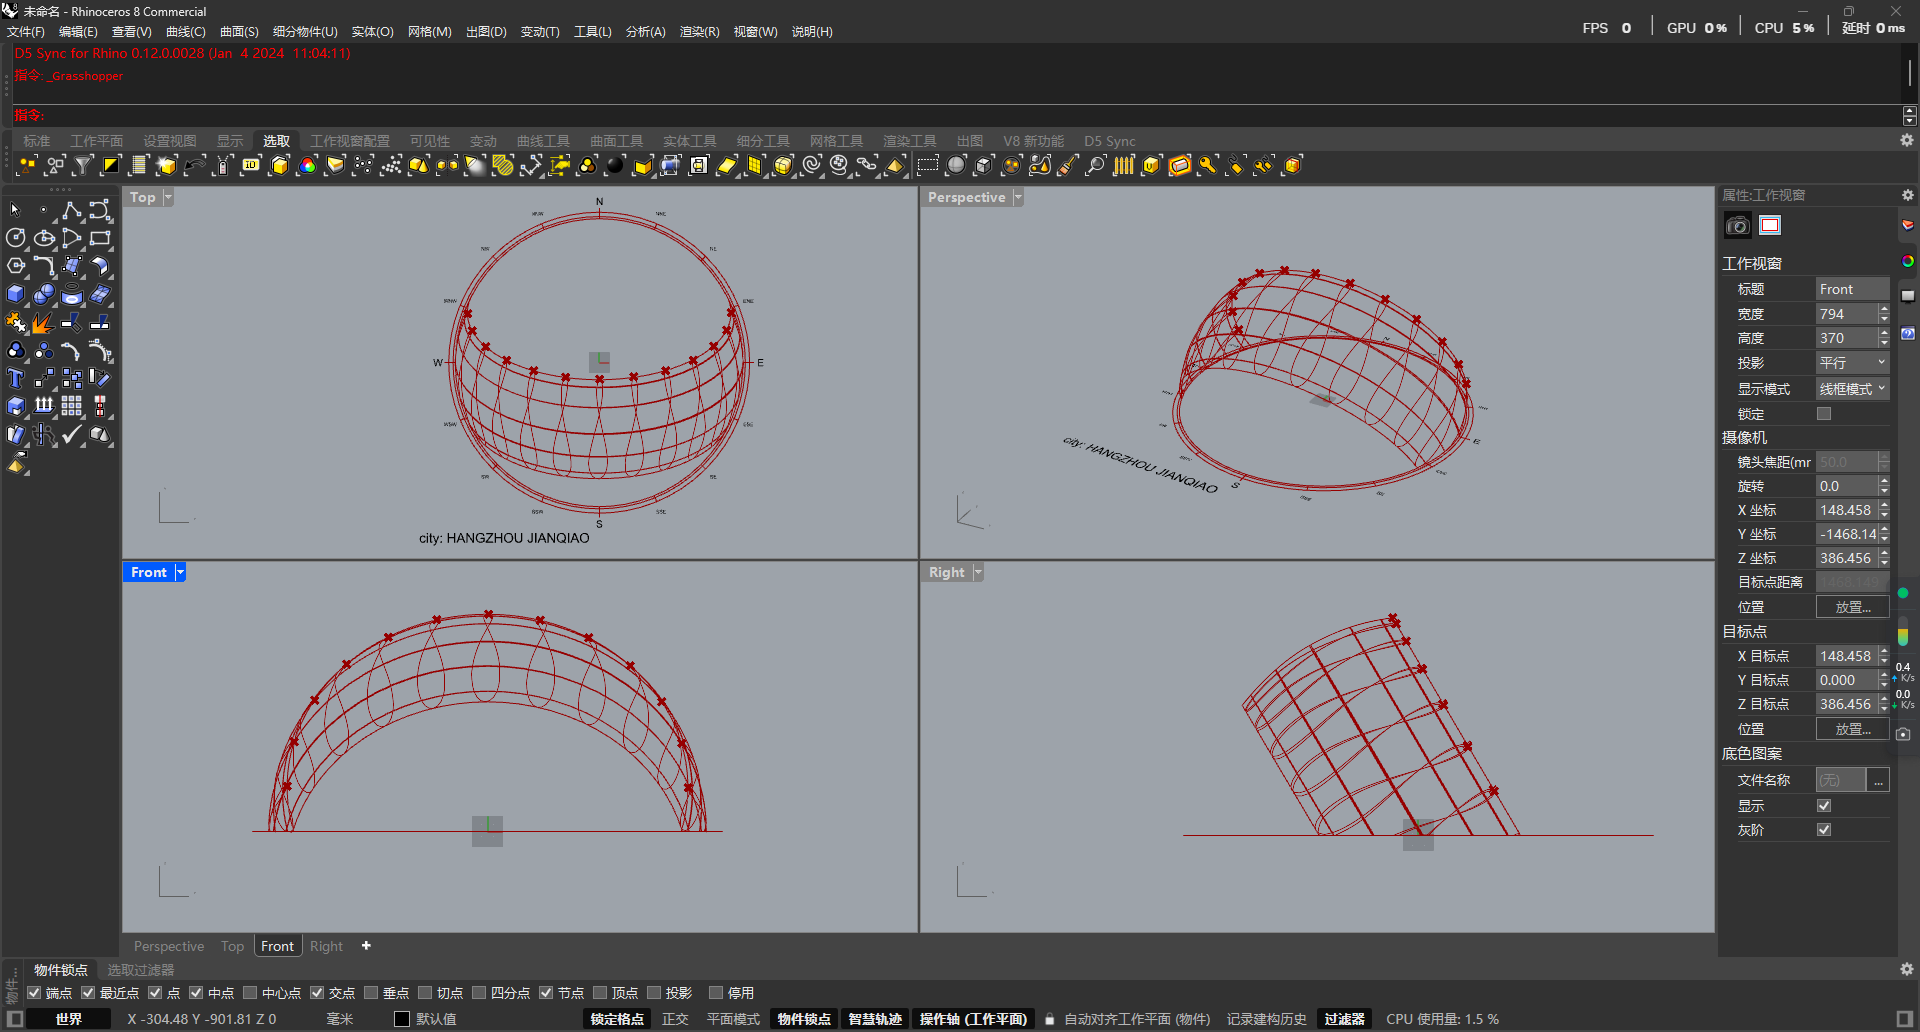 未命名 - Rhinoceros 8 Commercial
文件(F) 编辑(E) 查看(V) 曲线(C) 曲面(S) 细分物件(U) 实体(O) 网格(M) 出图(D) 变动(T) 工具(L) 分析(A) 渲染(R) 视窗(W) 说明(H)
FPS 0 GPU 0 % CPU 5 % 延时 0 ms
D5 Sync for Rhino 0.12.0.0028 (Jan 4 2024 11:04:11)
指令: _Grasshopper
指令:
标准 工作平面 设置视图 显示 选取 工作视窗配置 可见性 变动 曲线工具 曲面工具 实体工具 细分工具 网格工具 渲染工具 出图 V8 新功能 D5 Sync
Top
N
NE
NW
W
E
SW
SE
SSW
SSE
S
city: HANGZHOU JIANQIAO
Perspective
E
S
city: HANGZHOU JIANQIAO
Front
Right
属性:工作视窗
工作视窗
标题 Front
宽度 794
高度 370
投影 平行
显示模式 线框模式
锁定
摄像机
镜头焦距(mr 50.0
旋转 0.0
X 坐标 148.458
Y 坐标 -1468.14
Z 坐标 386.456
目标点距离 1468.149
位置 放置...
目标点
X 目标点 148.458
Y 目标点 0.000
Z 目标点 386.456
位置 放置...
底色图案
文件名称 (无) ...
显示
灰阶
0.4
K/s
0.0
K/s
Perspective Top Front Right
物件锁点 选取过滤器
物件
端点 最近点 点 中点 中心点 交点 垂点 切点 四分点 节点 顶点 投影 停用
世界 X -304.48 Y -901.81 Z 0 毫米 默认值 锁定格点 正交 平面模式 物件锁点 智慧轨迹 操作轴 (工作平面) 自动对齐工作平面 (物件) 记录建构历史 过滤器 CPU 使用量: 1.5 %